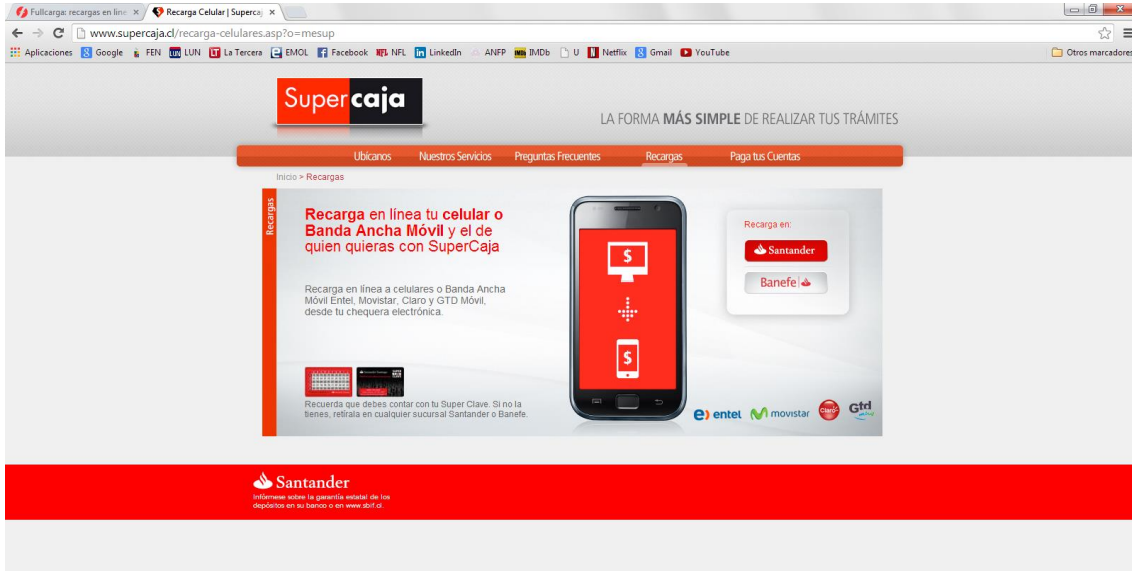 Fullcarga: recargas en line
Recarga Celular | Supercaj
www.supercaja.cl/recarga-celulares.asp?o=mesup
Aplicaciones Google FEN LUN LUN La Tercera EMOL Facebook NFL NFL LinkedIn ANFP IMDb U Netflix Gmail YouTube Otros marcadores
Super caja
LA FORMA MÁS SIMPLE DE REALIZAR TUS TRÁMITES
Ubícanos Nuestros Servicios Preguntas Frecuentes Recargas Paga tus Cuentas
Inicio > Recargas
Recargas
Recarga en línea tu celular o
Banda Ancha Móvil y el de
quien quieras con SuperCaja
Recarga en línea a celulares o Banda Ancha
Móvil Entel, Movistar, Claro y GTD Móvil,
desde tu chequera electrónica.
Recuerda que debes contar con tu Super Clave. Si no la
tienes, retírala en cualquier sucursal Santander o Banefe.
$
$
Recarga en:
Santander
Banefe
entel movistar Claro Gtd
Santander
Infórmese sobre la garantía estatal de los
depósitos en su banco o en www.sbif.cl.